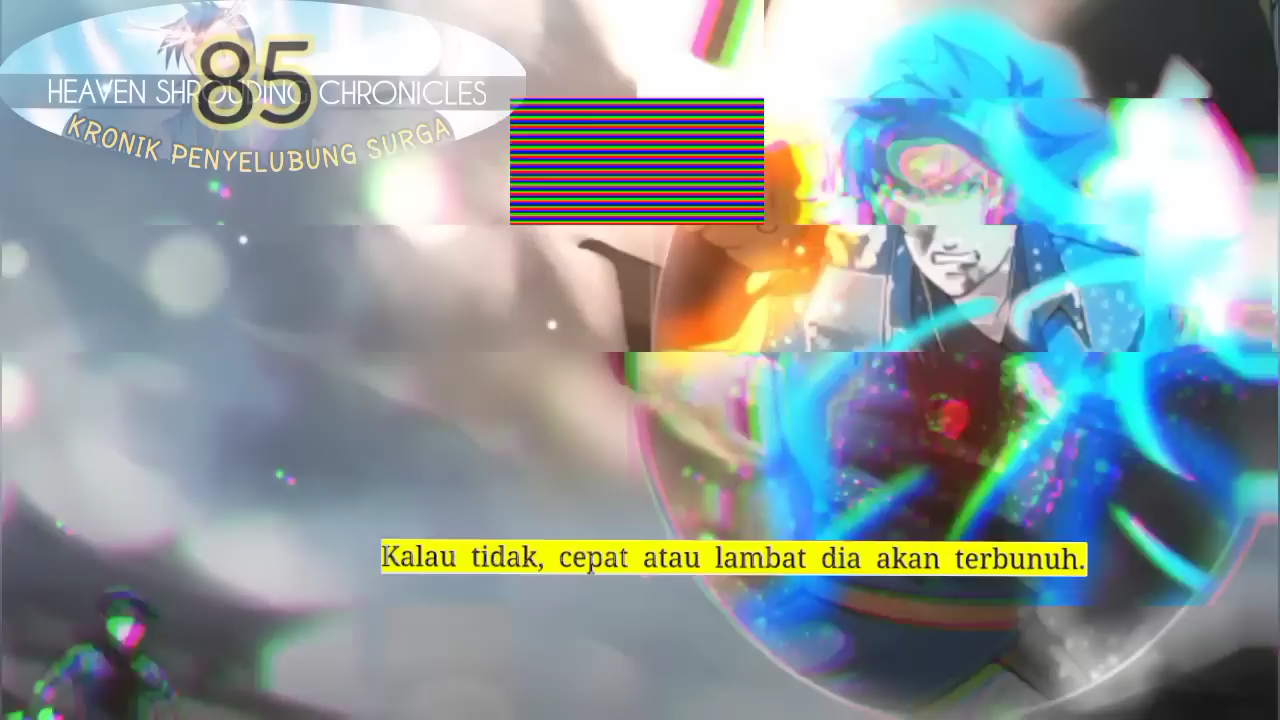 85
HEAVEN SHROUDING CHRONICLES
KRONIK PENYELUBUNG SURGA
Kalau tidak, cepat atau lambat dia akan terbunuh.